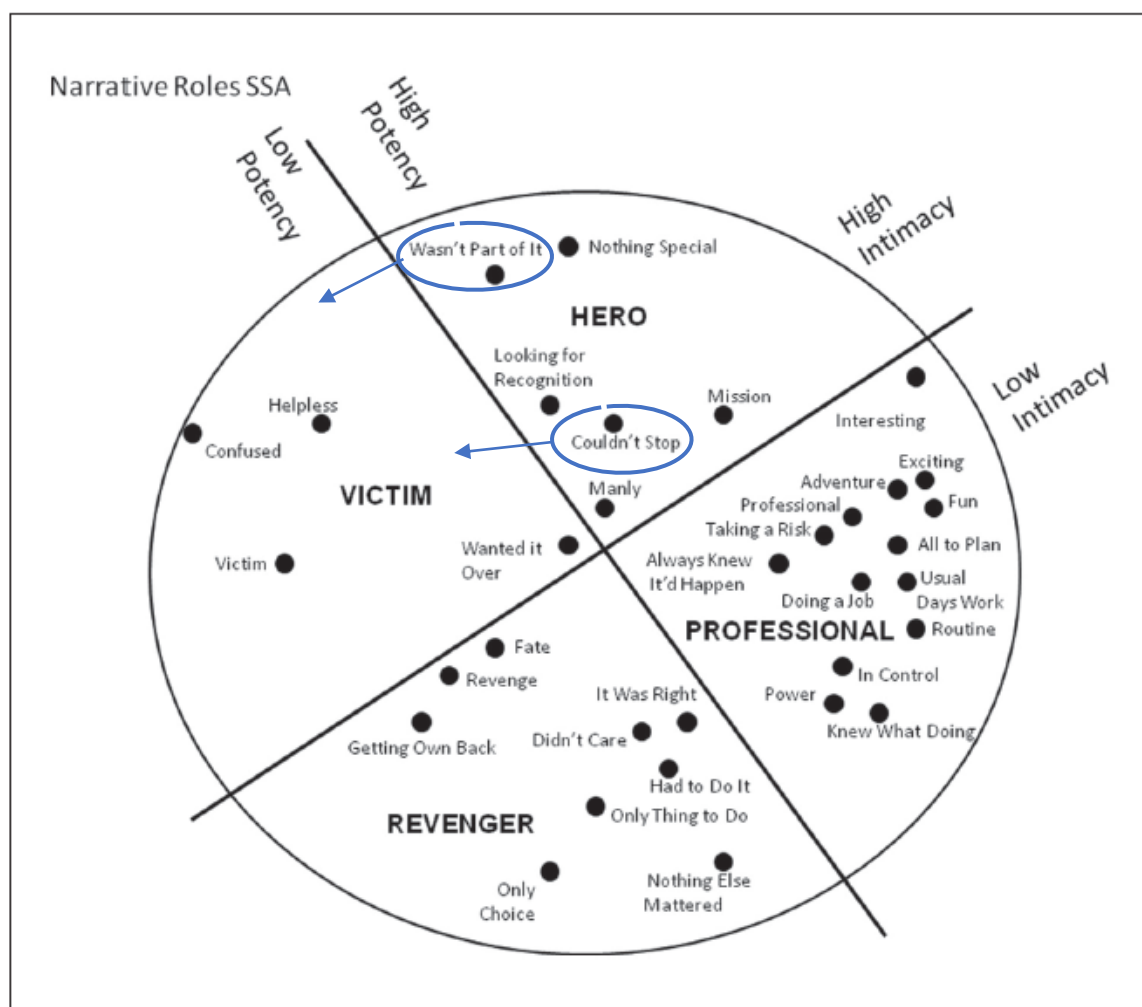 Narrative Roles SSA
High
Potency
Low
Potency
High
Intimacy
Low
Intimacy
Wasn't Part of It
Nothing Special
HERO
Looking for
Recognition
Mission
Couldn't Stop
Manly
Helpless
Confused
VICTIM
Wanted it
Over
Victim
Interesting
Exciting
Adventure
Fun
Professional
Taking a Risk
All to Plan
Always Knew
It'd Happen
Usual
Days Work
Doing a Job
PROFESSIONAL
Routine
In Control
Power
Knew What Doing
Fate
Revenge
Getting Own Back
It Was Right
Didn't Care
Had to Do It
Only Thing to Do
REVENGER
Only
Choice
Nothing Else
Mattered